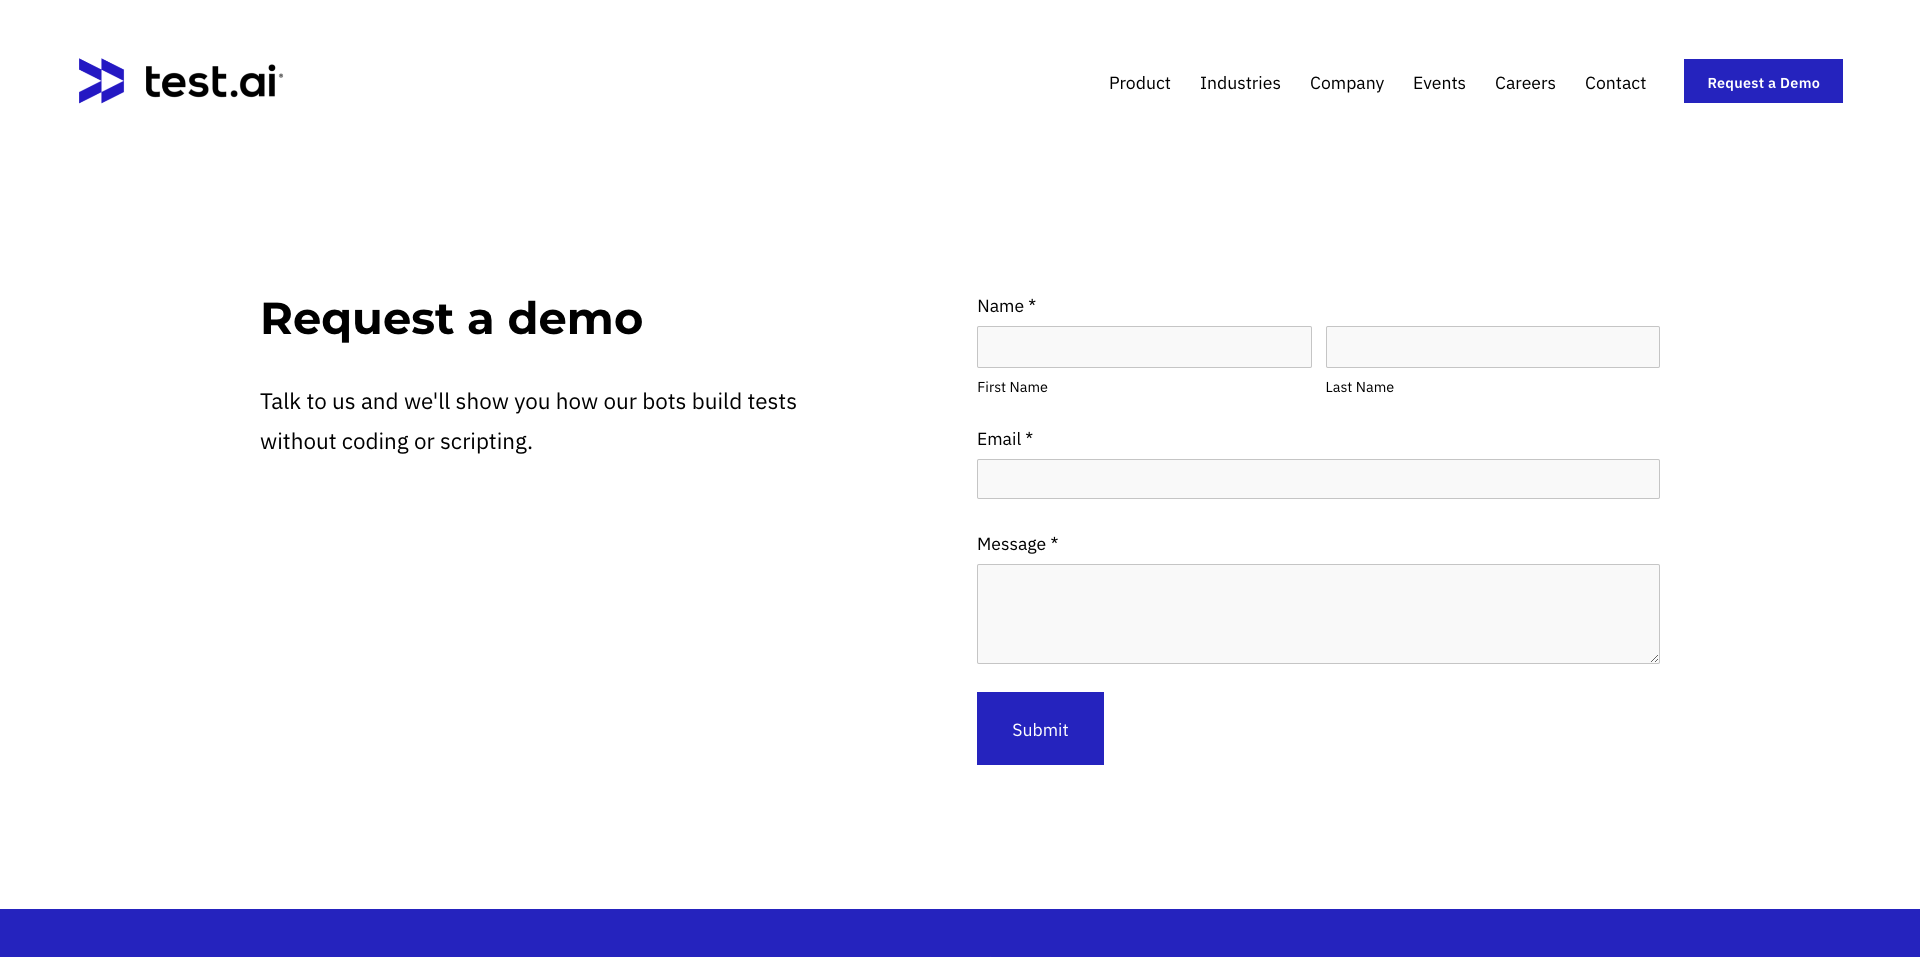 test.ai
Product Industries Company Events Careers Contact Request a Demo
Request a demo
Talk to us and we'll show you how our bots build tests
without coding or scripting.
Name *
First Name Last Name
Email *
Message *
Submit